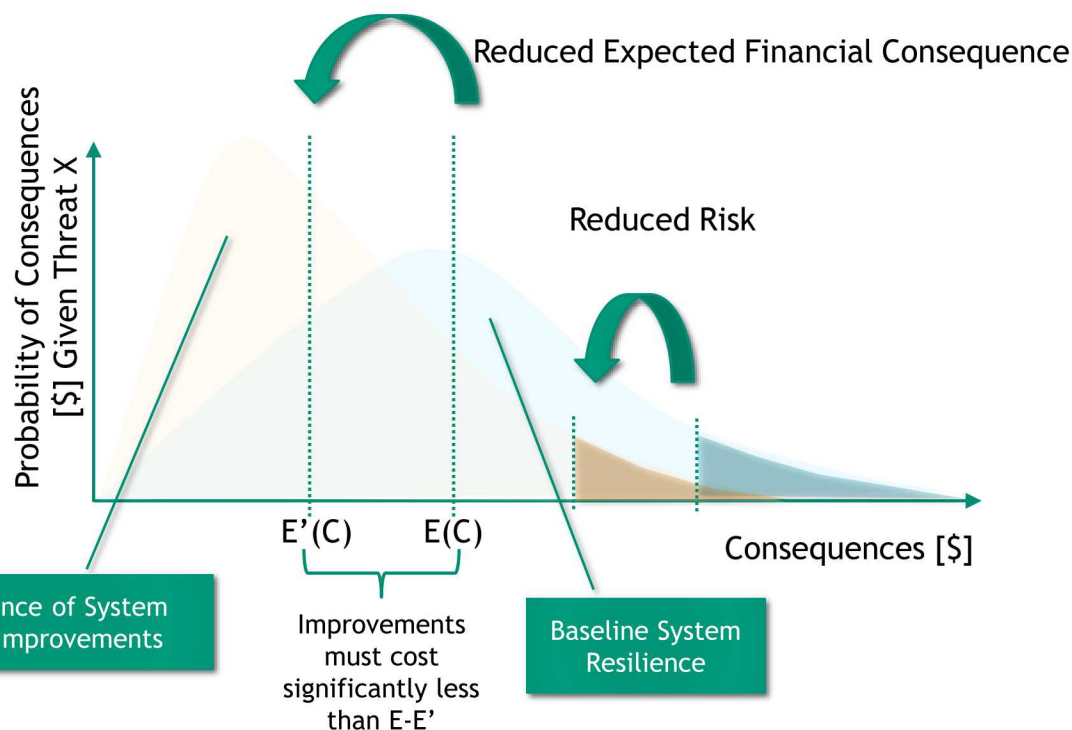 Reduced Expected Financial Consequence
Probability of Consequences
[$] Given Threat X
Reduced Risk
E’(C)
E(C)
Consequences [$]
nce of System
mprovements
Improvements
must cost
significantly less
than E-E’
Baseline System
Resilience